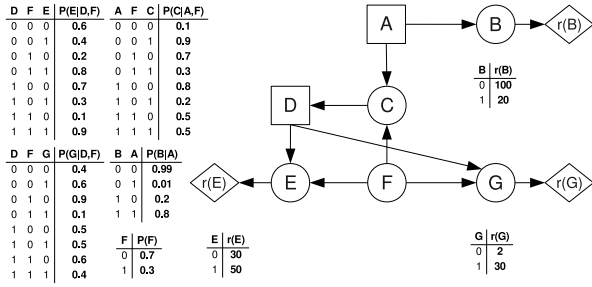 D F E P(E|D,F)
0 0 0 0.6
0 0 1 0.4
0 1 0 0.2
0 1 1 0.8
1 0 0 0.7
1 0 1 0.3
1 1 0 0.1
1 1 1 0.9
A F C P(C|A,F)
0 0 0 0.1
0 0 1 0.9
0 1 0 0.7
0 1 1 0.3
1 0 0 0.8
1 0 1 0.2
1 1 0 0.5
1 1 1 0.5
A
B
r(B)
B r(B)
0 100
1 20
D
C
D F G P(G|D,F)
0 0 0 0.4
0 0 1 0.6
0 1 0 0.9
0 1 1 0.1
1 0 0 0.5
1 0 1 0.5
1 1 0 0.6
1 1 1 0.4
B A P(B|A)
0 0 0.99
0 1 0.01
1 0 0.2
1 1 0.8
r(E)
E
F
G
r(G)
F P(F)
0 0.7
1 0.3
E r(E)
0 30
1 50
G r(G)
0 2
1 30